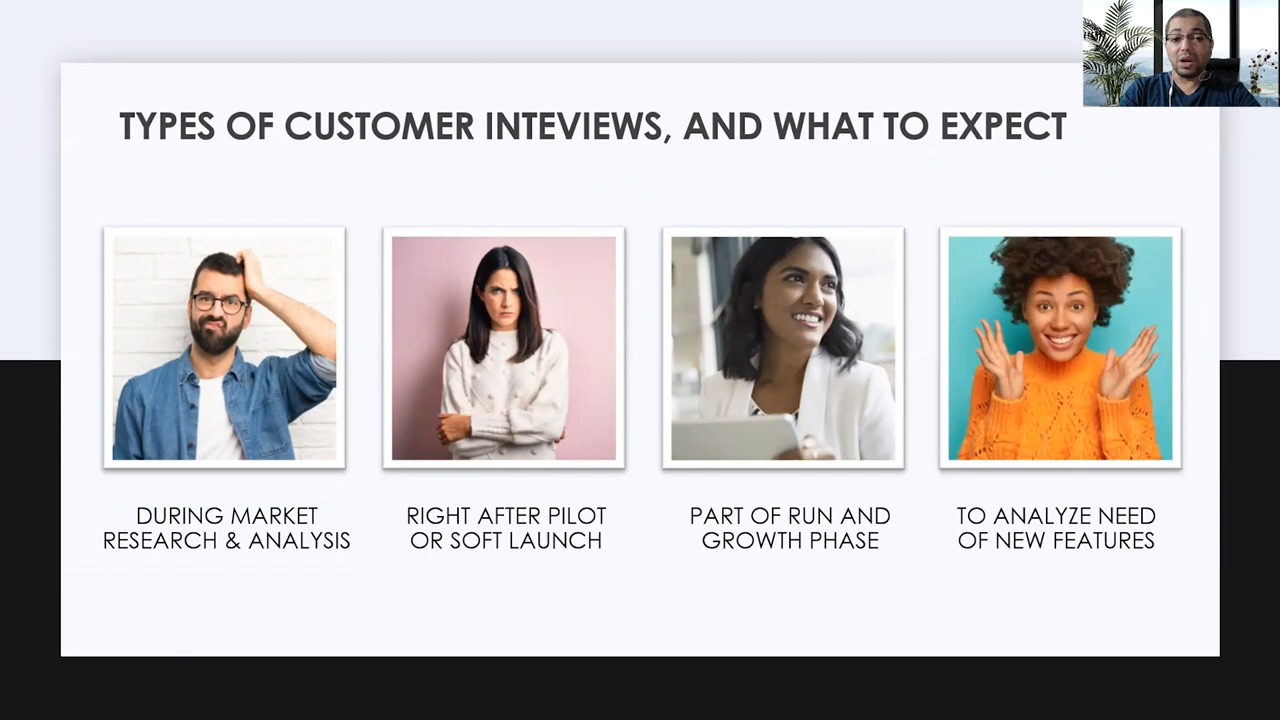 TYPES OF CUSTOMER INTEVIEWS, AND WHAT TO EXPECT
DURING MARKET
RESEARCH & ANALYSIS
RIGHT AFTER PILOT
OR SOFT LAUNCH
PART OF RUN AND
GROWTH PHASE
TO ANALYZE NEED
OF NEW FEATURES